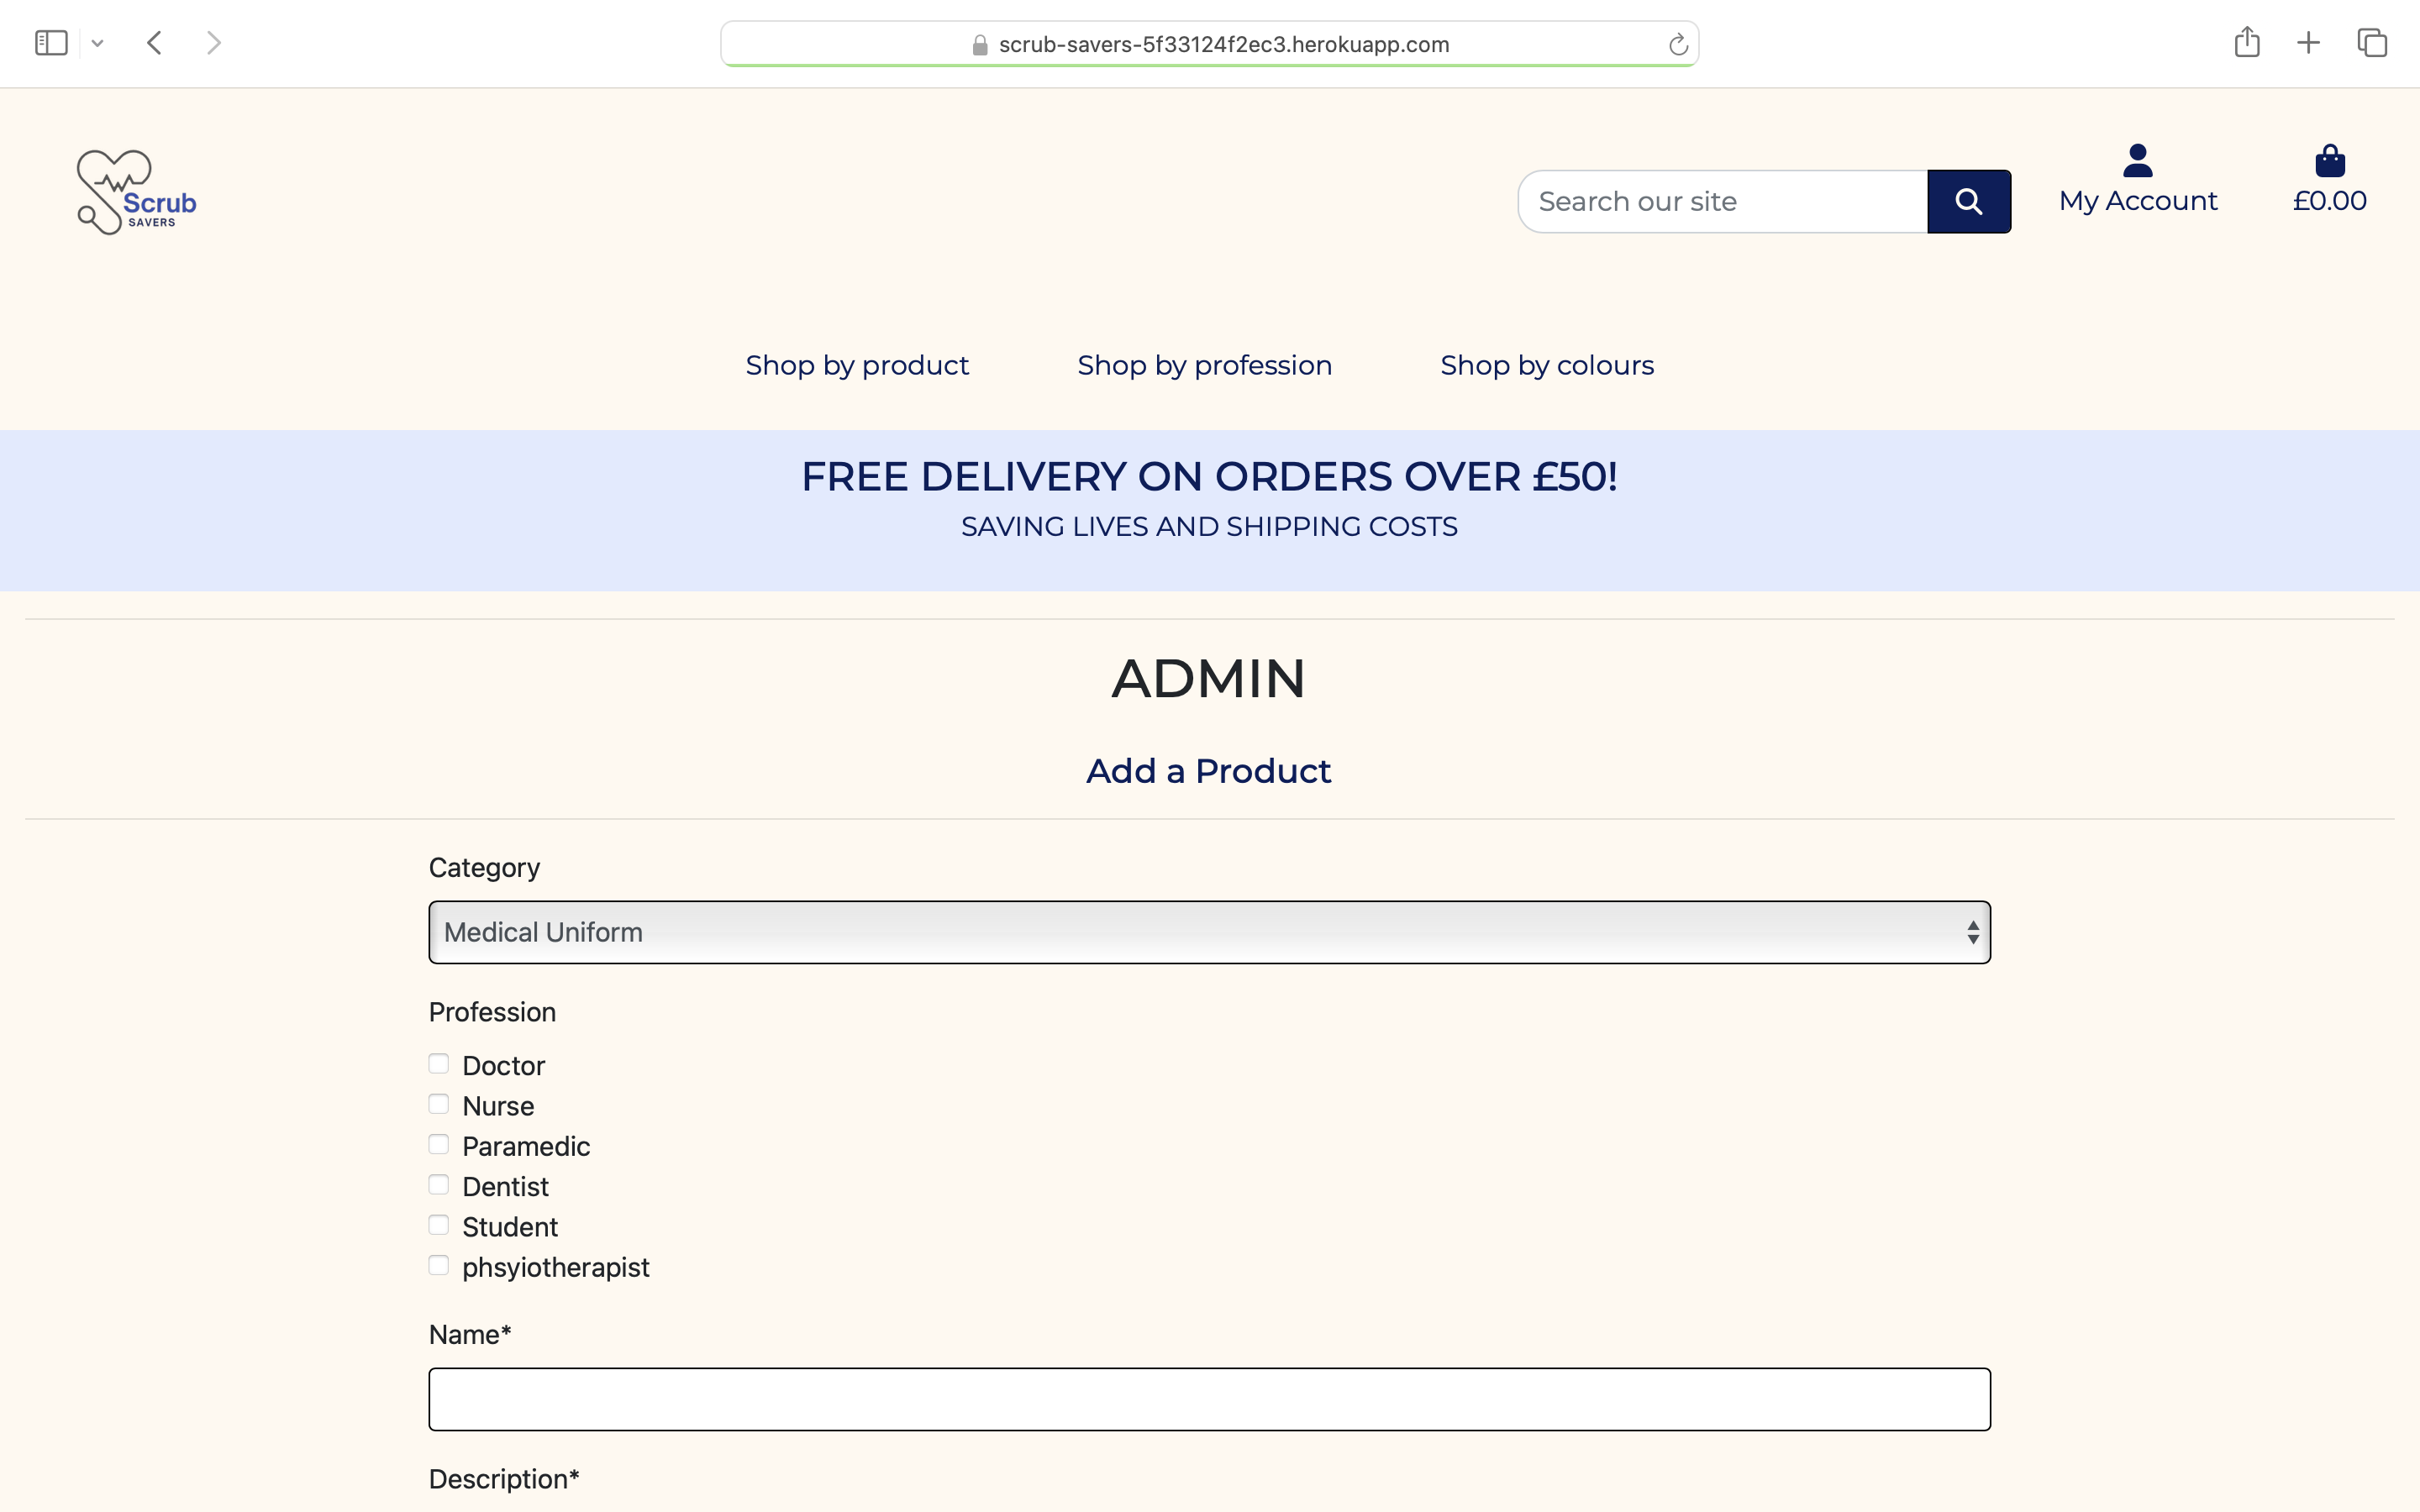 scrub-savers-5f33124f2ec3.herokuapp.com
Scrub
SAVERS
Search our site
My Account
£0.00
Shop by product
Shop by profession
Shop by colours
FREE DELIVERY ON ORDERS OVER £50!
SAVING LIVES AND SHIPPING COSTS
ADMIN
Add a Product
Category
Medical Uniform
Profession
Doctor
Nurse
Paramedic
Dentist
Student
phsyiotherapist
Name*
Description*